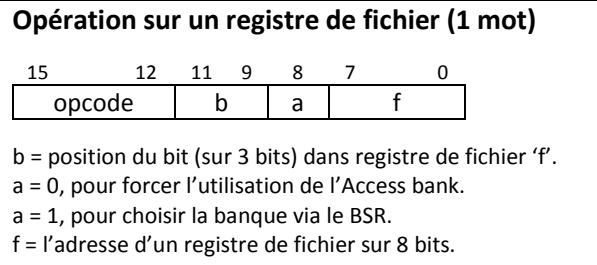 Opération sur un registre de fichier (1 mot)
15 12 11 9 8 7 0
opcode b a f
b = position du bit (sur 3 bits) dans registre de fichier ‘f’.
a = 0, pour forcer l’utilisation de l’Access bank.
a = 1, pour choisir la banque via le BSR.
f = l’adresse d’un registre de fichier sur 8 bits.